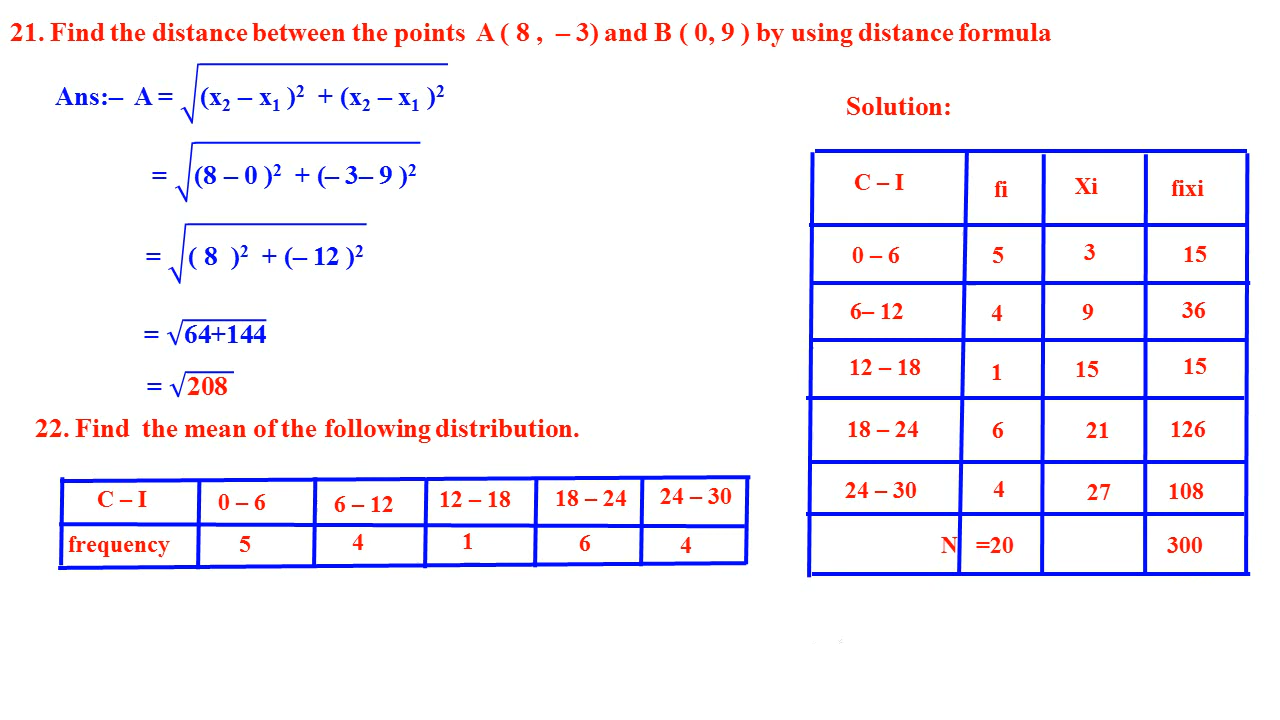 21. Find the distance between the points A ( 8 , – 3) and B ( 0, 9 ) by using distance formula
Ans:– A = √(x₂ – x₁ )² + (x₂ – x₁ )²
= √(8 – 0 )² + (– 3– 9 )²
= √( 8 )² + (– 12 )²
= √64+144
= √208
22. Find the mean of the following distribution.
C – I 0 – 6 6 – 12 12 – 18 18 – 24 24 – 30
frequency 5 4 1 6 4
Solution:
C – I fi Xi fixi
0 – 6 5 3 15
6– 12 4 9 36
12 – 18 1 15 15
18 – 24 6 21 126
24 – 30 4 27 108
N =20 300